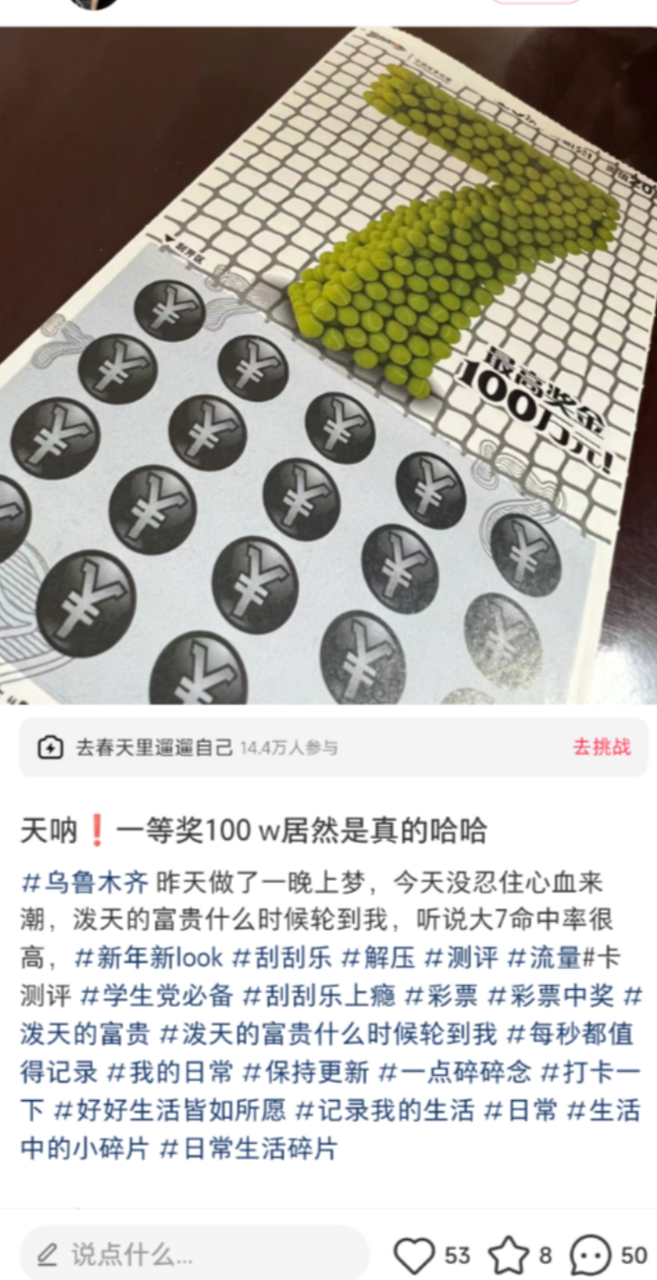 刮开区
最高奖金
100万元!
去春天里遛遛自己 14.4万人参与 去挑战
天呐❗一等奖100 w居然是真的哈哈
#乌鲁木齐 昨天做了一晚上梦，今天没忍住心血来
潮，泼天的富贵什么时候轮到我，听说大7命中率很
高，#新年新look #刮刮乐 #解压 #测评 #流量#卡
测评 #学生党必备 #刮刮乐上瘾 #彩票 #彩票中奖 #
泼天的富贵 #泼天的富贵什么时候轮到我 #每秒都值
得记录 #我的日常 #保持更新 #一点碎碎念 #打卡一
下 #好好生活皆如所愿 #记录我的生活 #日常 #生活
中的小碎片 #日常生活碎片
说点什么... 53 8 50